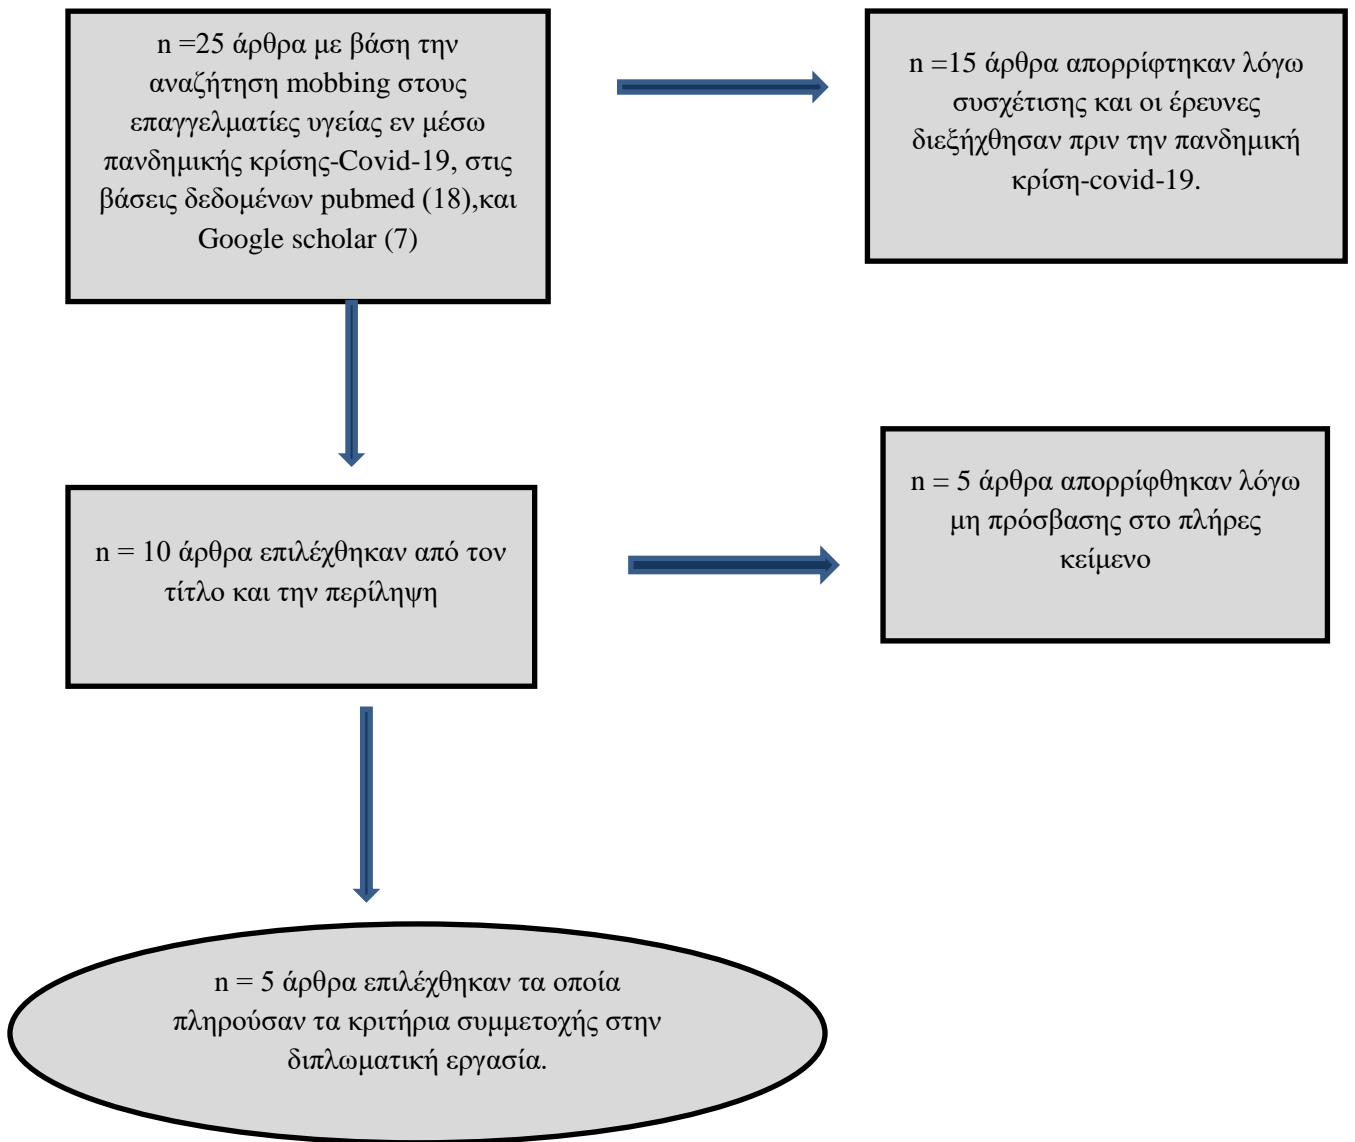 n =25 άρθρα με βάση την
αναζήτηση mobbing στους
επαγγελματίες υγείας εν μέσω
πανδημικής κρίσης-Covid-19, στις
βάσεις δεδομένων pubmed (18),και
Google scholar (7)
n =15 άρθρα απορρίφτηκαν λόγω
συσχέτισης και οι έρευνες
διεξήχθησαν πριν την πανδημική
κρίση-covid-19.
n = 10 άρθρα επιλέχθηκαν από τον
τίτλο και την περίληψη
n = 5 άρθρα απορρίφθηκαν λόγω
μη πρόσβασης στο πλήρες
κείμενο
n = 5 άρθρα επιλέχθηκαν τα οποία
πληρούσαν τα κριτήρια συμμετοχής στην
διπλωματική εργασία.